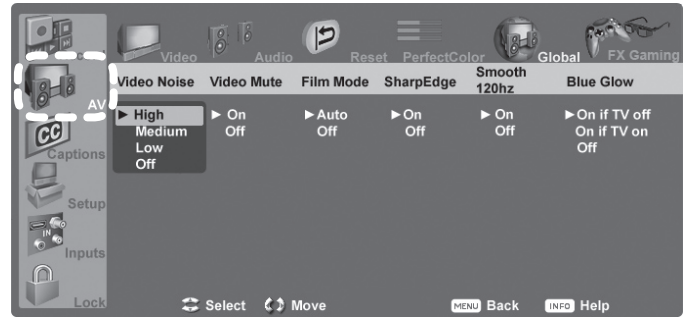 Video Audio Reset PerfectColor Global FX Gaming
AV
Video Noise Video Mute Film Mode SharpEdge Smooth 120hz Blue Glow
► High ► On ► Auto ► On ► On ► On if TV off
Medium Off Off Off Off On if TV on
Low Off
Off
CC
Captions
Setup
IN
Inputs
Lock
Select Move MENU Back INFO Help